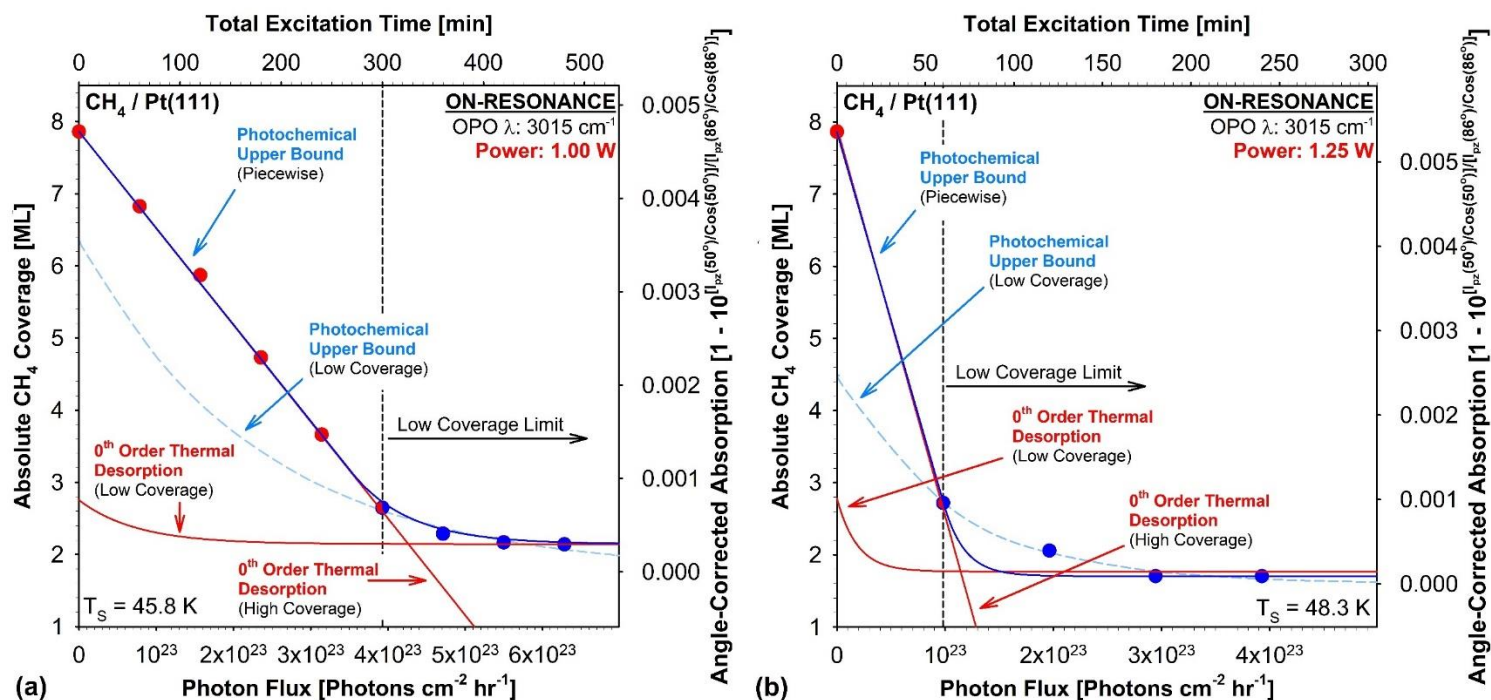 Total Excitation Time [min]
0 100 200 300 400 500
CH4 / Pt(111)
ON-RESONANCE
OPO λ: 3015 cm-1
Power: 1.00 W
Photochemical
Upper Bound
(Piecewise)
Photochemical
Upper Bound
(Low Coverage)
Low Coverage Limit
0th Order Thermal
Desorption
(Low Coverage)
0th Order Thermal
Desorption
(High Coverage)
TS = 45.8 K
Absolute CH4 Coverage [ML]
8
7
6
5
4
3
2
1
0.005
0.004
0.003
0.002
0.001
0.000
Angle-Corrected Absorption [1 - 10^[Ipz(50°)/Cos(50°)]/[Ipz(86°)/Cos(86°)]]
0 10^23 2x10^23 3x10^23 4x10^23 5x10^23 6x10^23
Photon Flux [Photons cm-2 hr-1]
(a)
Total Excitation Time [min]
0 50 100 150 200 250 300
CH4 / Pt(111)
ON-RESONANCE
OPO λ: 3015 cm-1
Power: 1.25 W
Photochemical
Upper Bound
(Piecewise)
Photochemical
Upper Bound
(Low Coverage)
Low Coverage Limit
0th Order Thermal
Desorption
(Low Coverage)
0th Order Thermal
Desorption
(High Coverage)
TS = 48.3 K
Absolute CH4 Coverage [ML]
8
7
6
5
4
3
2
1
0.005
0.004
0.003
0.002
0.001
0.000
Angle-Corrected Absorption [1 - 10^[Ipz(50°)/Cos(50°)]/[Ipz(86°)/Cos(86°)]]
0 10^23 2x10^23 3x10^23 4x10^23
Photon Flux [Photons cm-2 hr-1]
(b)